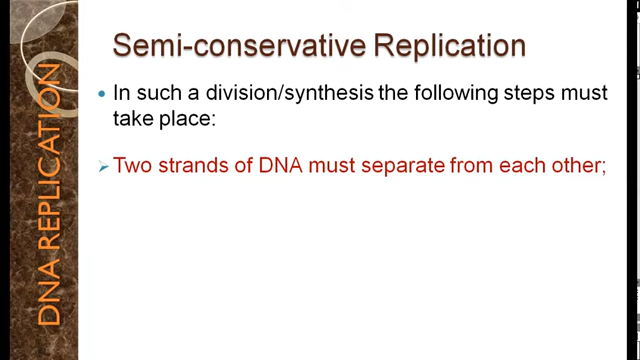 Semi-conservative Replication
In such a division/synthesis the following steps must
take place:
Two strands of DNA must separate from each other;
DNA REPLICATION